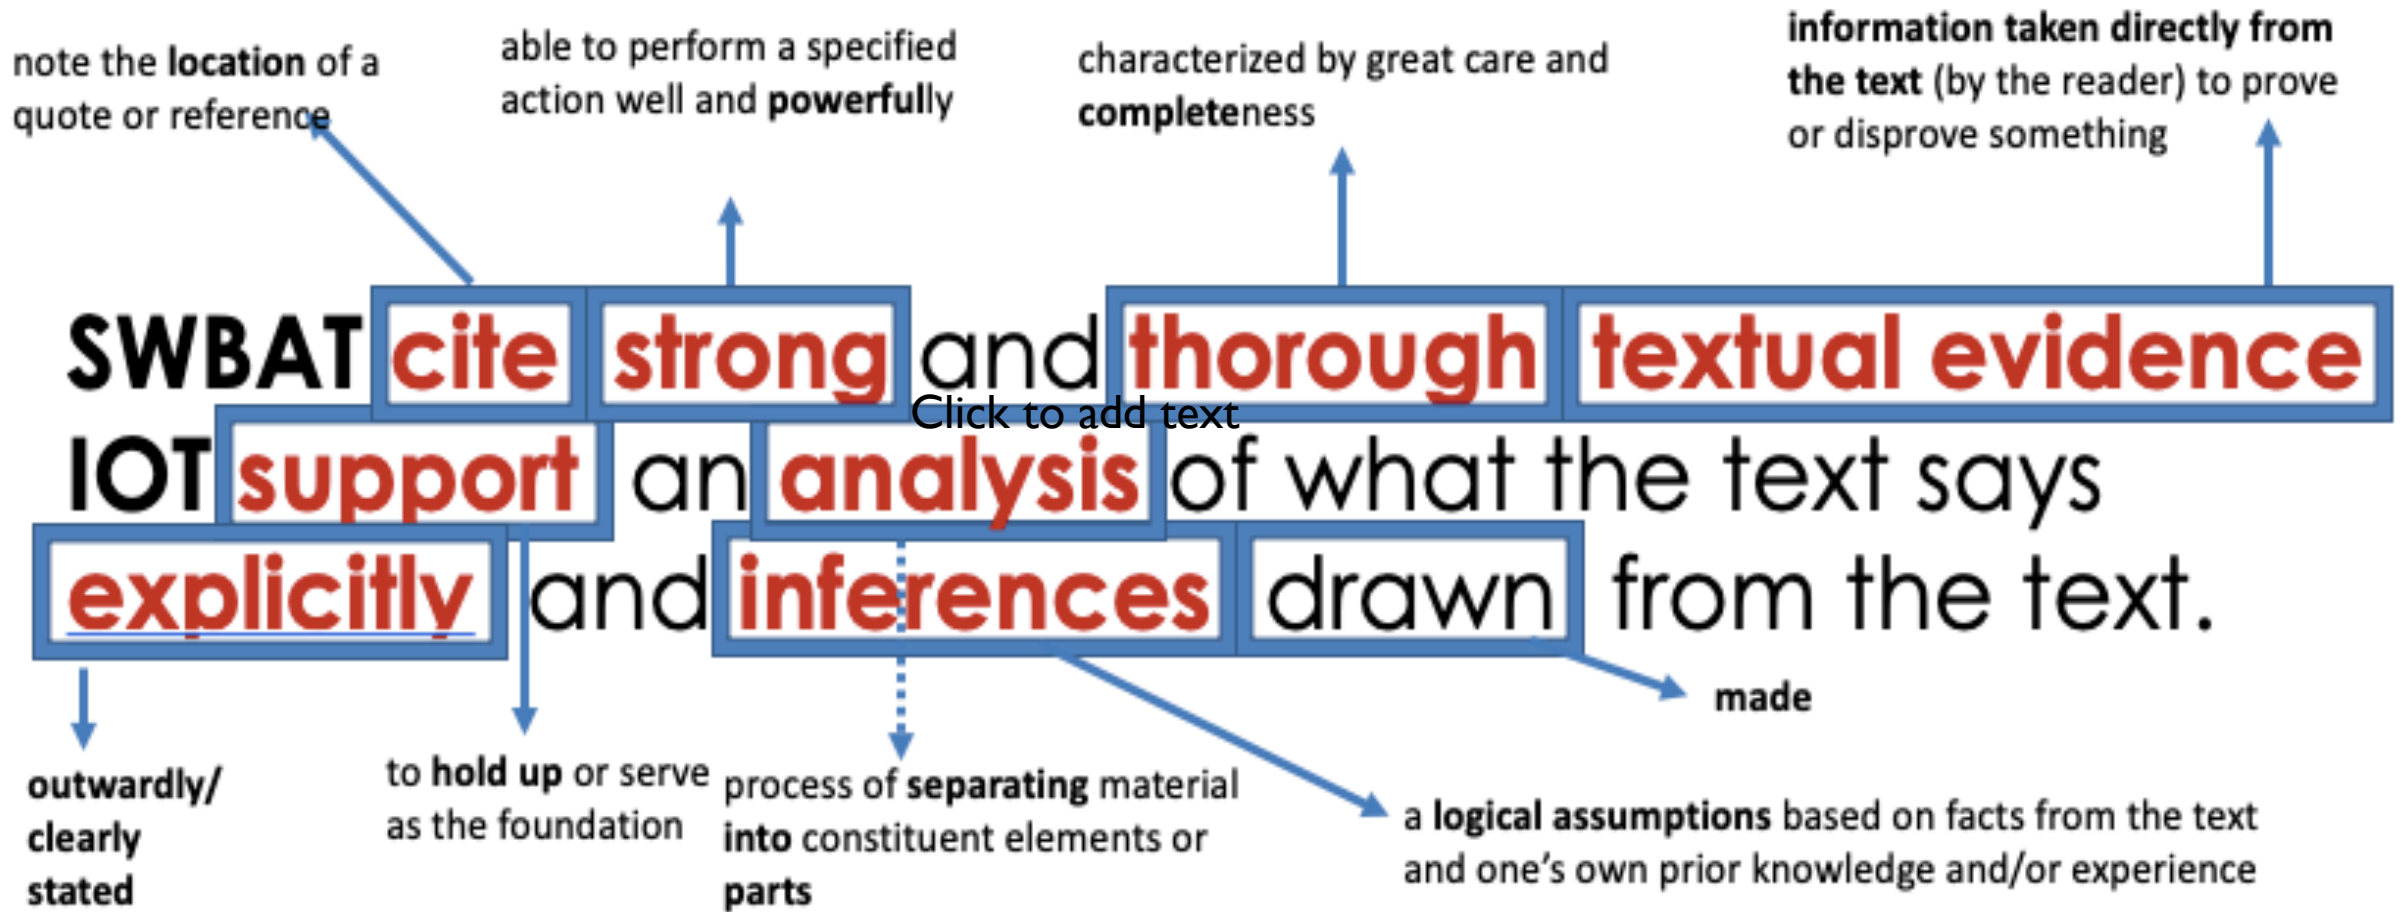 note the location of a
quote or reference
able to perform a specified
action well and powerfully
characterized by great care and
completeness
information taken directly from
the text (by the reader) to prove
or disprove something
SWBAT cite strong and thorough textual evidence
Click to add text
IOT support an analysis of what the text says
explicitly and inferences drawn from the text.
made
outwardly/
clearly
stated
to hold up or serve
as the foundation
process of separating material
into constituent elements or
parts
a logical assumptions based on facts from the text
and one's own prior knowledge and/or experience